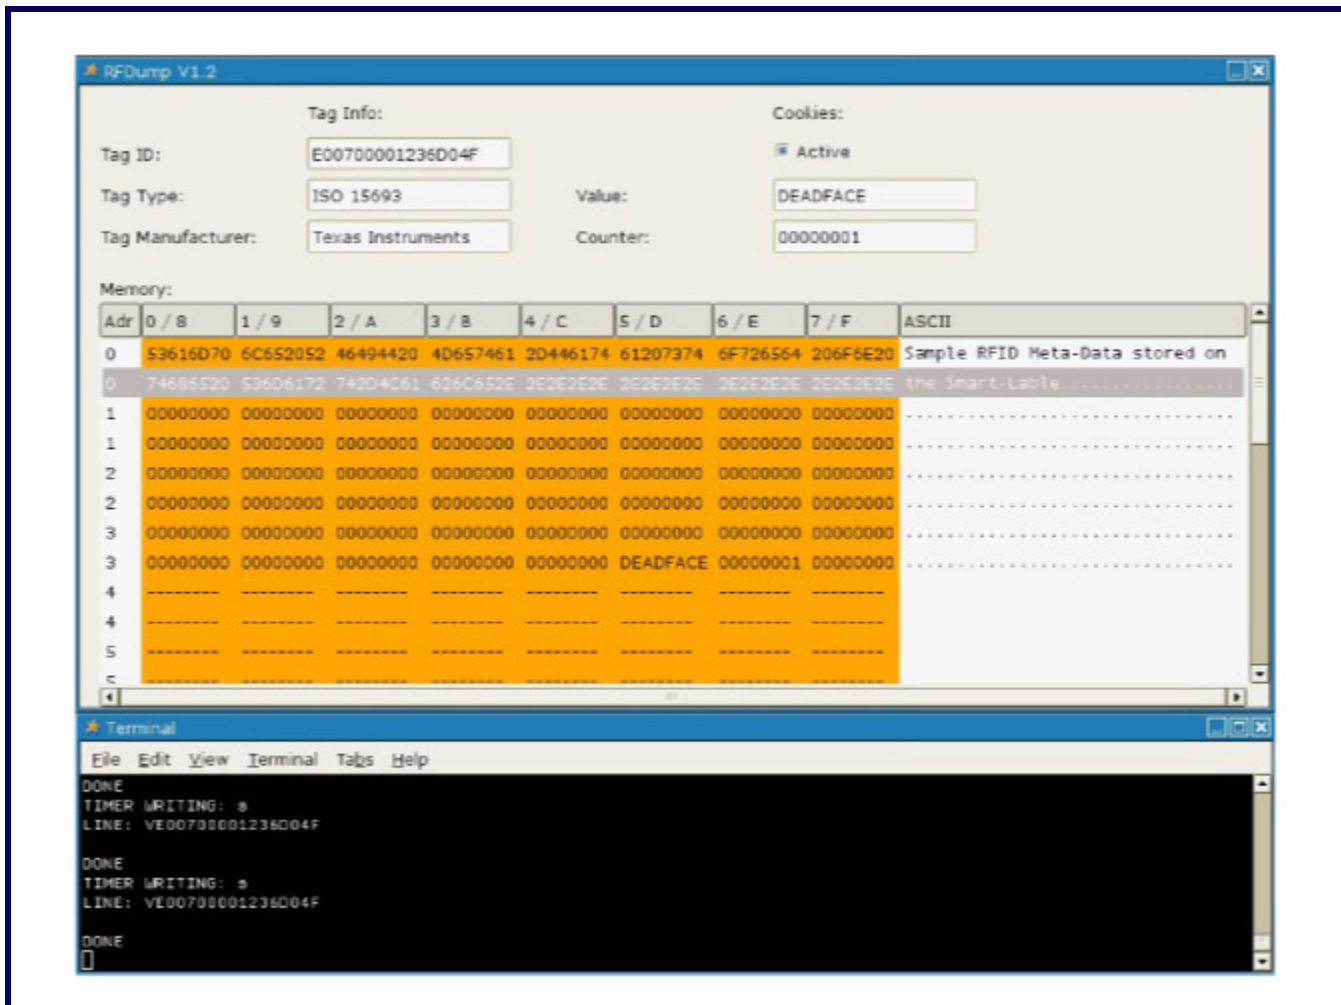 RFDump V1.2
Tag Info: Cookies:
Tag ID: E00700001236D04F Active
Tag Type: ISO 15693 Value: DEADFACE
Tag Manufacturer: Texas Instruments Counter: 00000001
Memory:
Adr 0 / 8 1 / 9 2 / A 3 / B 4 / C 5 / D 6 / E 7 / F ASCII
0 53616D70 6C652052 46494420 4D657461 2D446174 61207374 6F726564 206F6E20 Sample RFID Meta-Data stored on
0 74686520 536D6172 742D4C61 626C652E 2E2E2E2E 2E2E2E2E 2E2E2E2E 2E2E2E2E the Smart-Lable.................
1 00000000 00000000 00000000 00000000 00000000 00000000 00000000 00000000 ................................
1 00000000 00000000 00000000 00000000 00000000 00000000 00000000 00000000 ................................
2 00000000 00000000 00000000 00000000 00000000 00000000 00000000 00000000 ................................
2 00000000 00000000 00000000 00000000 00000000 00000000 00000000 00000000 ................................
3 00000000 00000000 00000000 00000000 00000000 00000000 00000000 00000000 ................................
3 00000000 00000000 00000000 00000000 00000000 DEADFACE 00000001 00000000 ................................
4 -------- -------- -------- -------- -------- -------- -------- --------
4 -------- -------- -------- -------- -------- -------- -------- --------
5 -------- -------- -------- -------- -------- -------- -------- --------
5 -------- -------- -------- -------- -------- -------- -------- --------
Terminal
File Edit View Terminal Tabs Help
DONE
TIMER WRITING: s
LINE: VE00700001236D04F
DONE
TIMER WRITING: s
LINE: VE00700001236D04F
DONE